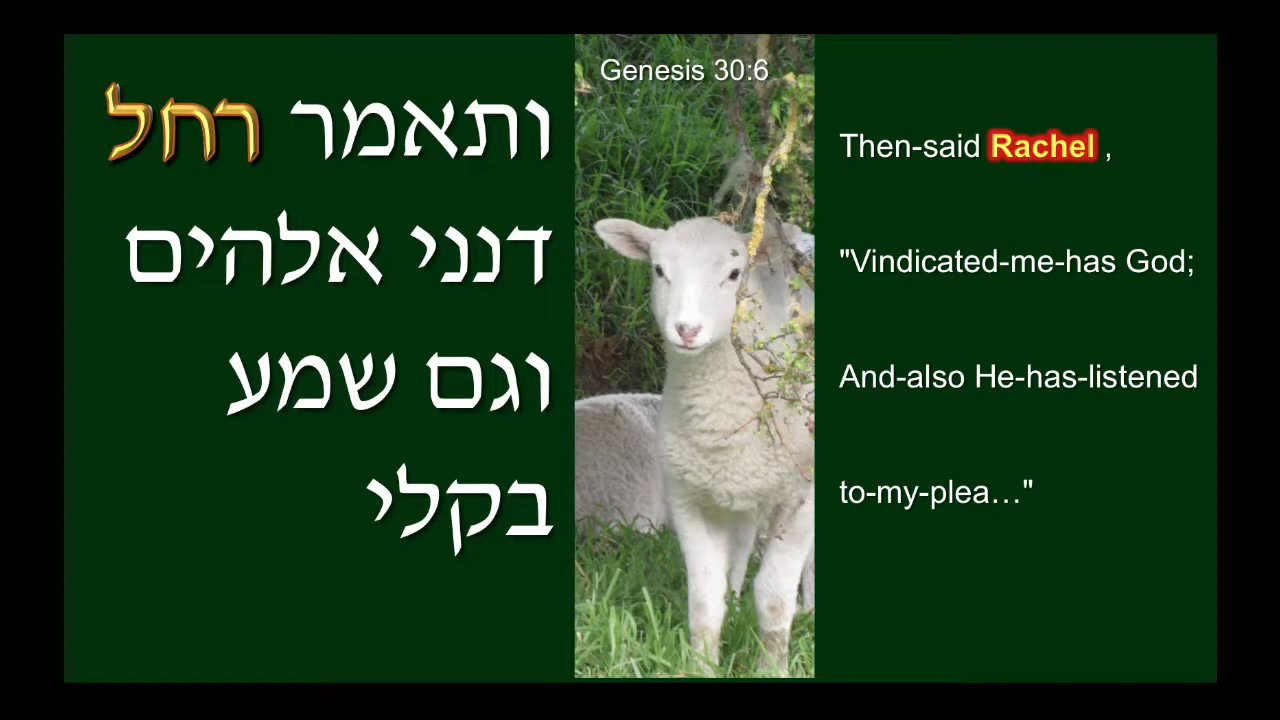 Genesis 30:6
ותאמר רחל
דנני אלהים
וגם שמע
בקלי
Then-said Rachel ,
"Vindicated-me-has God;
And-also He-has-listened
to-my-plea…"